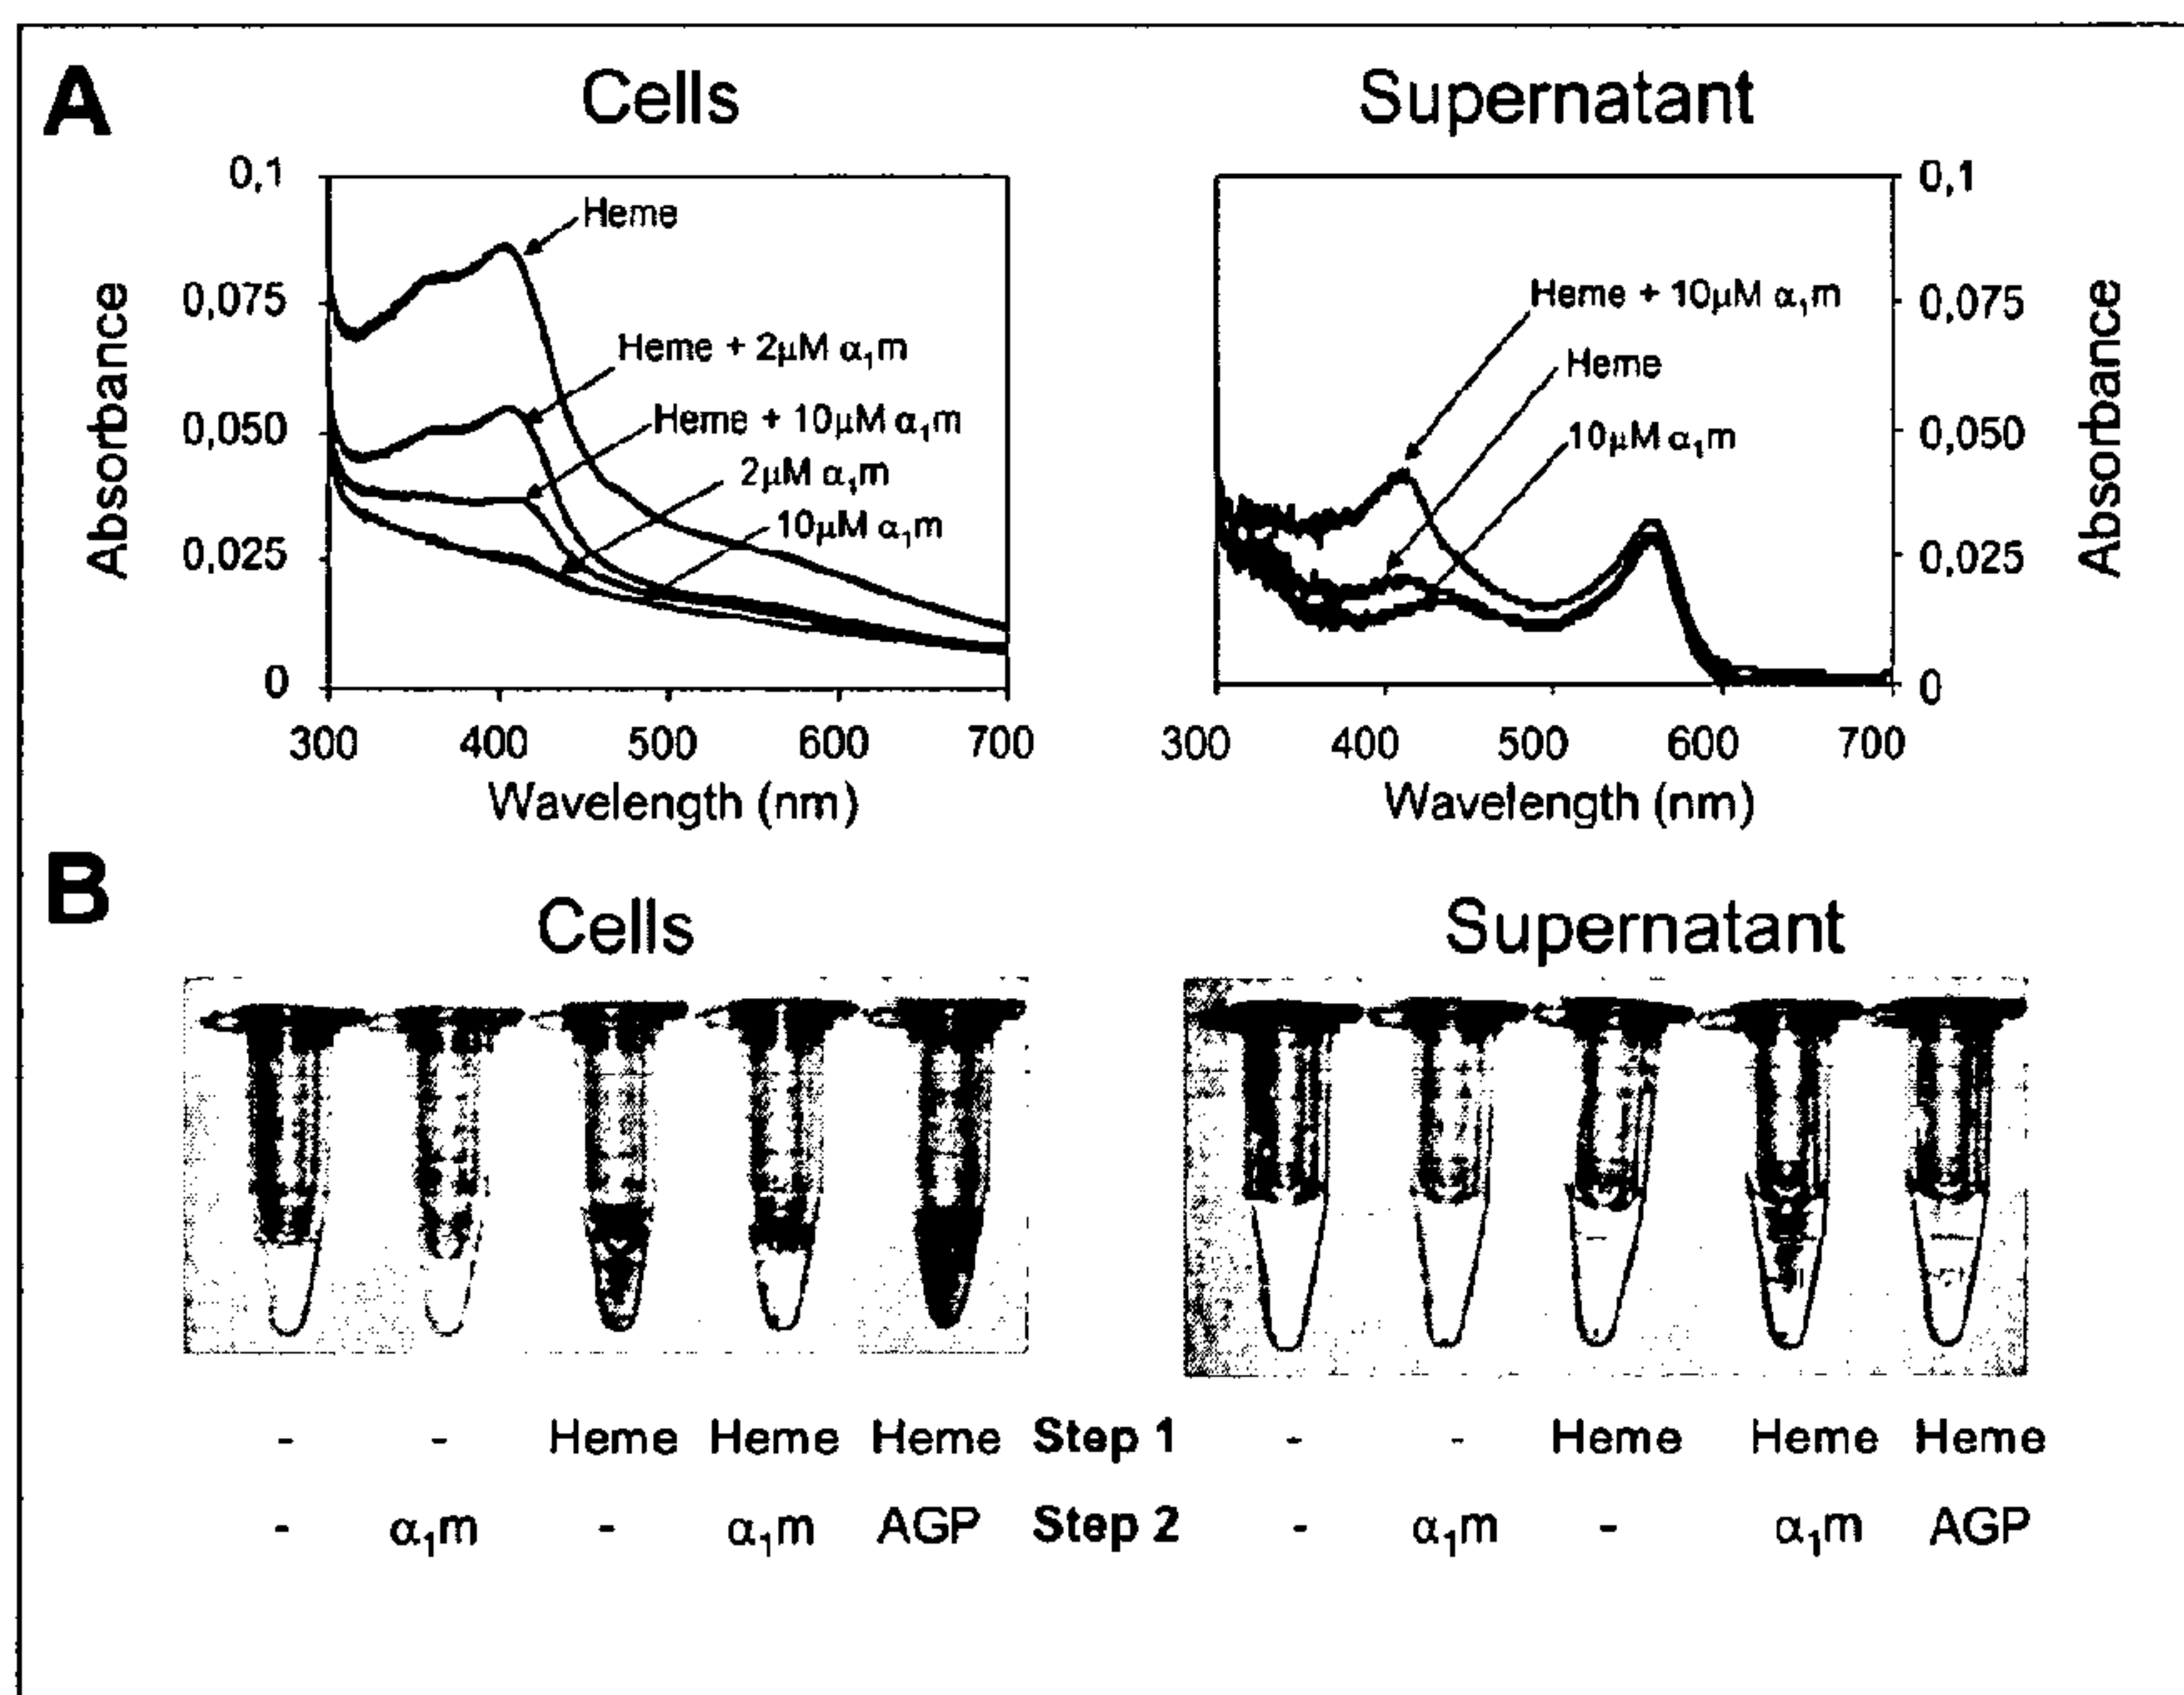 A
Cells
Supernatant
0,1
0,075
0,050
0,025
0
Absorbance
Heme
Heme + 2µM α₁m
Heme + 10µM α₁m
2µM α₁m
10µM α₁m
300 400 500 600 700
Wavelength (nm)
Heme + 10µM α₁m
Heme
10µM α₁m
0,1
0,075
0,050
0,025
0
Absorbance
300 400 500 600 700
Wavelength (nm)
B
Cells
Supernatant
- - Heme Heme Heme Step 1 - - Heme Heme Heme
- α₁m - α₁m AGP Step 2 - α₁m - α₁m AGP